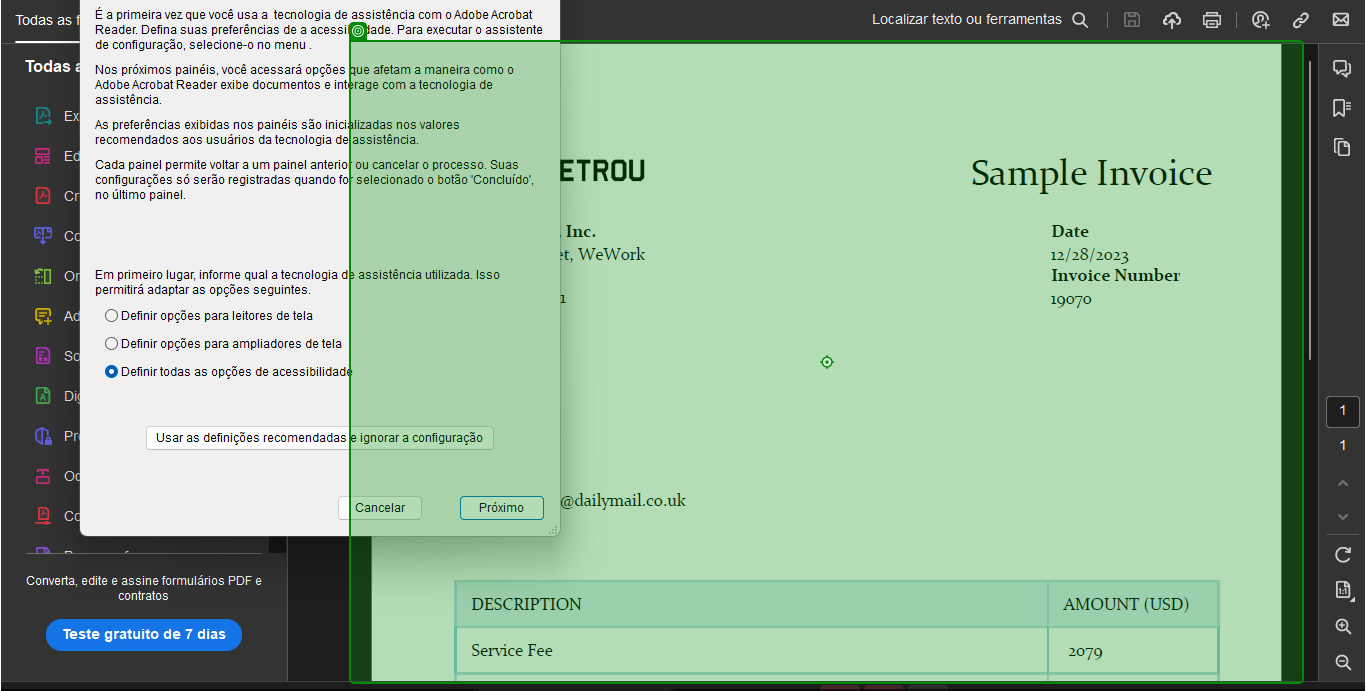 Todas as f
Localizar texto ou ferramentas
É a primeira vez que você usa a tecnologia de assistência com o Adobe Acrobat
Reader. Defina suas preferências de a acessibilidade. Para executar o assistente
de configuração, selecione-o no menu .
Nos próximos painéis, você acessará opções que afetam a maneira como o
Adobe Acrobat Reader exibe documentos e interage com a tecnologia de
assistência.
As preferências exibidas nos painéis são inicializadas nos valores
recomendados aos usuários da tecnologia de assistência.
Cada painel permite voltar a um painel anterior ou cancelar o processo. Suas
configurações só serão registradas quando for selecionado o botão 'Concluído',
no último painel.
Em primeiro lugar, informe qual a tecnologia de assistência utilizada. Isso
permitirá adaptar as opções seguintes.
Definir opções para leitores de tela
Definir opções para ampliadores de tela
Definir todas as opções de acessibilidade
Usar as definições recomendadas e ignorar a configuração
Cancelar
Próximo
Todas a
Ex
Ed
Cr
Co
Or
Ad
So
Dig
Pr
Oc
Co
Converta, edite e assine formulários PDF e
contratos
Teste gratuito de 7 dias
ETROU
Sample Invoice
, Inc.
et, WeWork
1
Date
12/28/2023
Invoice Number
19070
@dailymail.co.uk
DESCRIPTION AMOUNT (USD)
Service Fee 2079
1
1
1:1